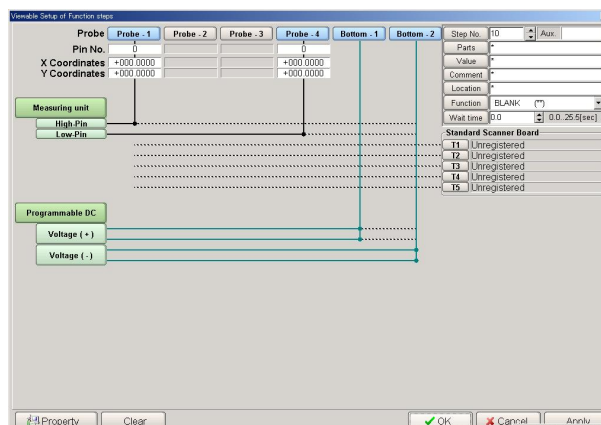 Viewable Setup of Function steps
Probe Probe - 1 Probe - 2 Probe - 3 Probe - 4 Bottom - 1 Bottom - 2
Pin No. 0 0
X Coordinates +000.0000 +000.0000
Y Coordinates +000.0000 +000.0000
Step No. 10 Aux.
Parts *
Value *
Comment *
Location *
Function BLANK (**)
Wait time 0.0 0.0..25.5[sec]
Standard Scanner Board
T1 Unregistered
T2 Unregistered
T3 Unregistered
T4 Unregistered
T5 Unregistered
Measuring unit
High-Pin
Low-Pin
Programmable DC
Voltage ( + )
Voltage ( - )
Property Clear OK Cancel Apply